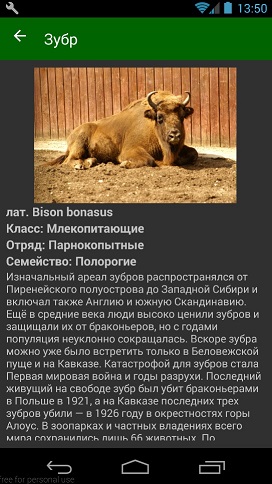 13:50
Зубр
лат. Bison bonasus
Класс: Млекопитающие
Отряд: Парнокопытные
Семейство: Полорогие
Изначальный ареал зубров распространялся от
Пиренейского полуострова до Западной Сибири и
включал также Англию и южную Скандинавию.
Ещё в средние века люди высоко ценили зубров и
защищали их от браконьеров, но с годами
популяция неуклонно сокращалась. Вскоре зубра
можно уже было встретить только в Беловежской
пуще и на Кавказе. Катастрофой для зубров стала
Первая мировая война и годы разрухи. Последний
живущий на свободе зубр был убит браконьерами
в Польше в 1921, а на Кавказе последних трех
зубров убили — в 1926 году в окрестностях горы
Алоус. В зоопарках и частных владениях всего
мира сохранились лишь 66 животных. По
free for personal use